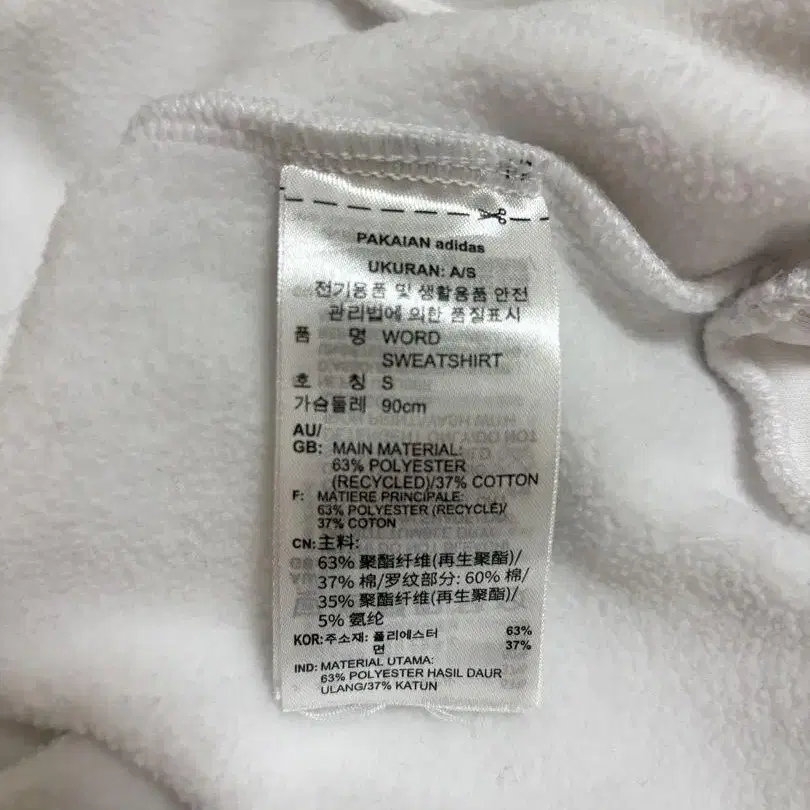 PAKAIAN adidas
UKURAN: A/S
전기용품 및 생활용품 안전
관리법에 의한 품질표시
품 명 WORD
SWEATSHIRT
호 칭 S
가슴둘레 90cm
AU/
GB: MAIN MATERIAL:
63% POLYESTER
(RECYCLED)/37% COTTON
F: MATIERE PRINCIPALE:
63% POLYESTER (RECYCLÉ)/
37% COTON
CN:主料:
63% 聚酯纤维(再生聚酯)/
37% 棉/罗纹部分: 60% 棉/
35% 聚酯纤维(再生聚酯)/
5% 氨纶
KOR:주소재: 폴리에스터 63%
면 37%
IND: MATERIAL UTAMA:
63% POLYESTER HASIL DAUR
ULANG/37% KATUN